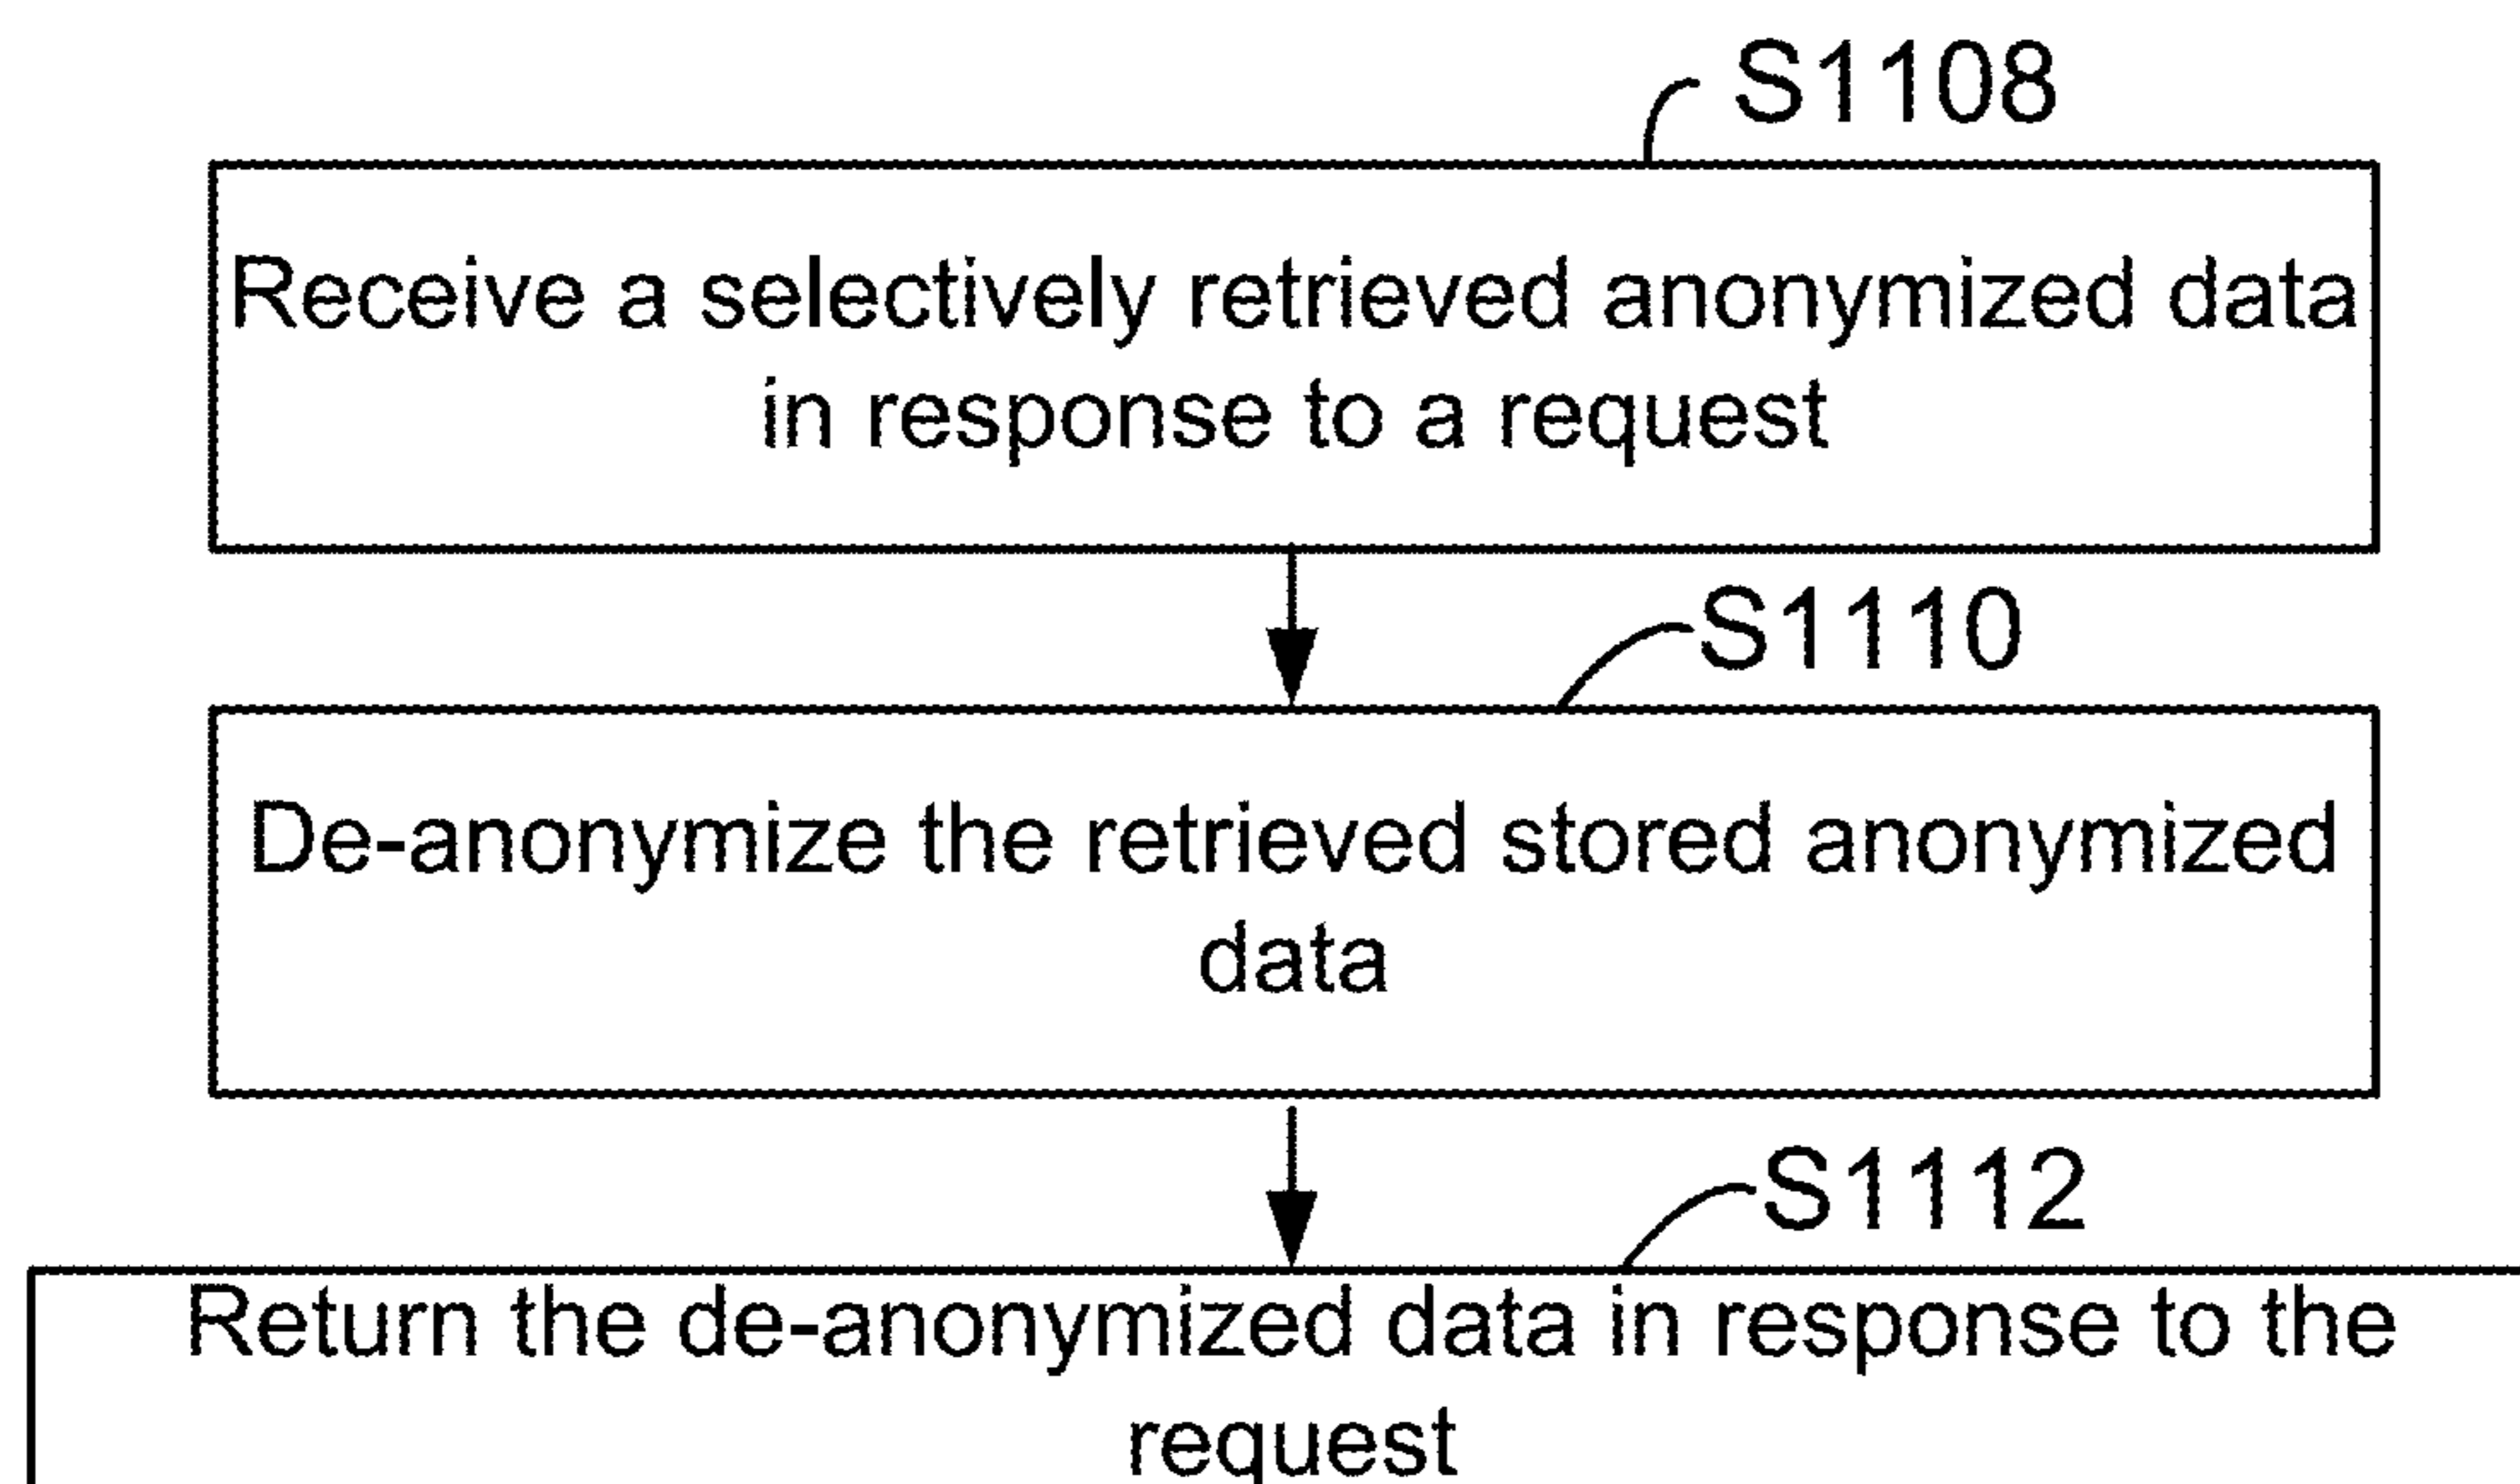 S1108
Receive a selectively retrieved anonymized data
in response to a request
S1110
De-anonymize the retrieved stored anonymized
data
S1112
Return the de-anonymized data in response to the
request